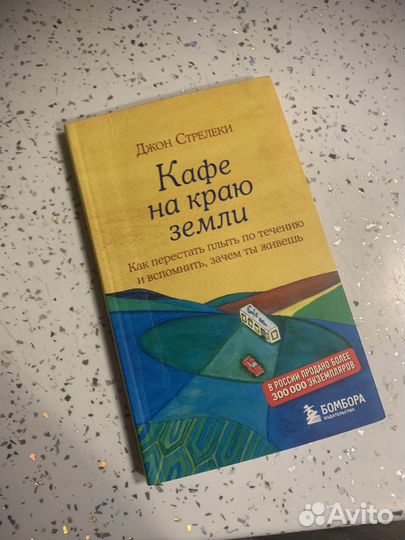 Джон Стрелеки
Кафе
на краю
земли
Как перестать плыть по течению
и вспомнить, зачем ты живешь
В РОССИИ ПРОДАНО БОЛЕЕ
300 000 ЭКЗЕМПЛЯРОВ
БОМБОРА
ИЗДАТЕЛЬСТВО
Avito